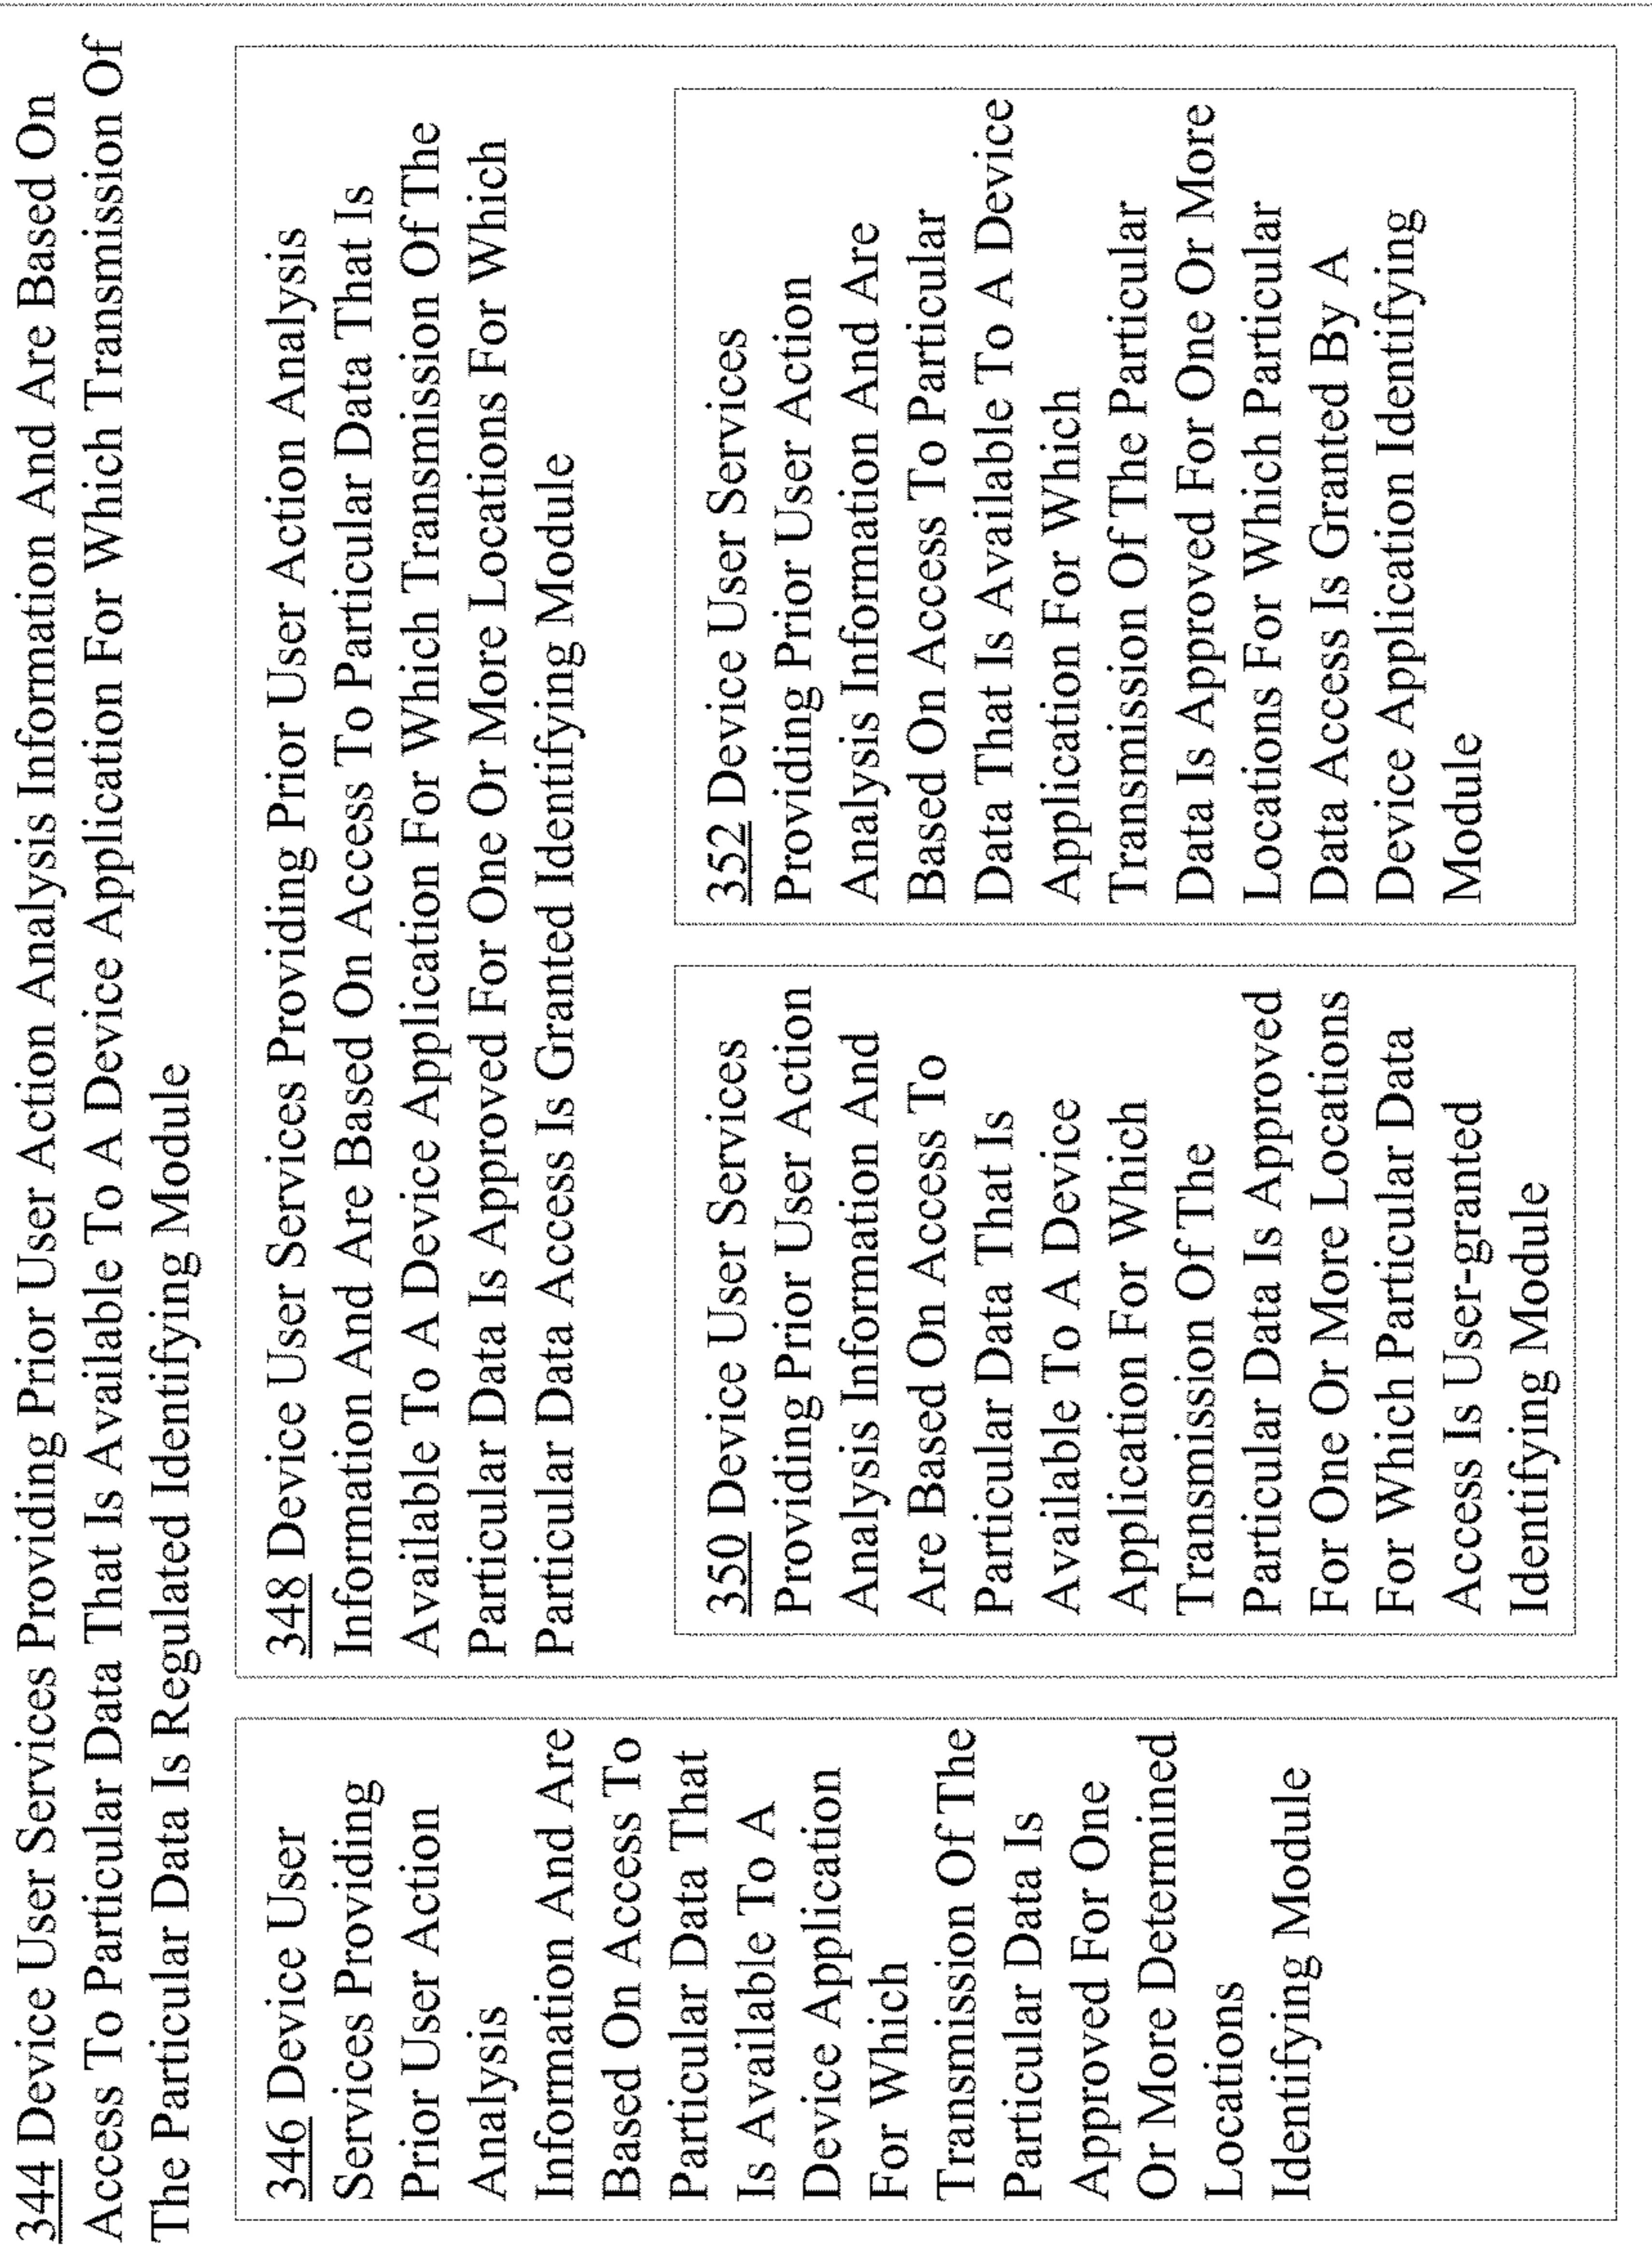 344 Device User Services Providing Prior User Action Analysis Information And Are Based On
Access To Particular Data That Is Available To A Device Application For Which Transmission Of
The Particular Data Is Regulated Identifying Module
346 Device User
Services Providing
Prior User Action
Analysis
Information And Are
Based On Access To
Particular Data That
Is Available To A
Device Application
For Which
Transmission Of The
Particular Data Is
Approved For One
Or More Determined
Locations
Identifying Module
348 Device User Services Providing Prior User Action Analysis
Information And Are Based On Access To Particular Data That Is
Available To A Device Application For Which Transmission Of The
Particular Data Is Approved For One Or More Locations For Which
Particular Data Access Is Granted Identifying Module
350 Device User Services
Providing Prior User Action
Analysis Information And
Are Based On Access To
Particular Data That Is
Available To A Device
Application For Which
Transmission Of The
Particular Data Is Approved
For One Or More Locations
For Which Particular Data
Access Is User-granted
Identifying Module
352 Device User Services
Providing Prior User Action
Analysis Information And Are
Based On Access To Particular
Data That Is Available To A Device
Application For Which
Transmission Of The Particular
Data Is Approved For One Or More
Locations For Which Particular
Data Access Is Granted By A
Device Application Identifying
Module